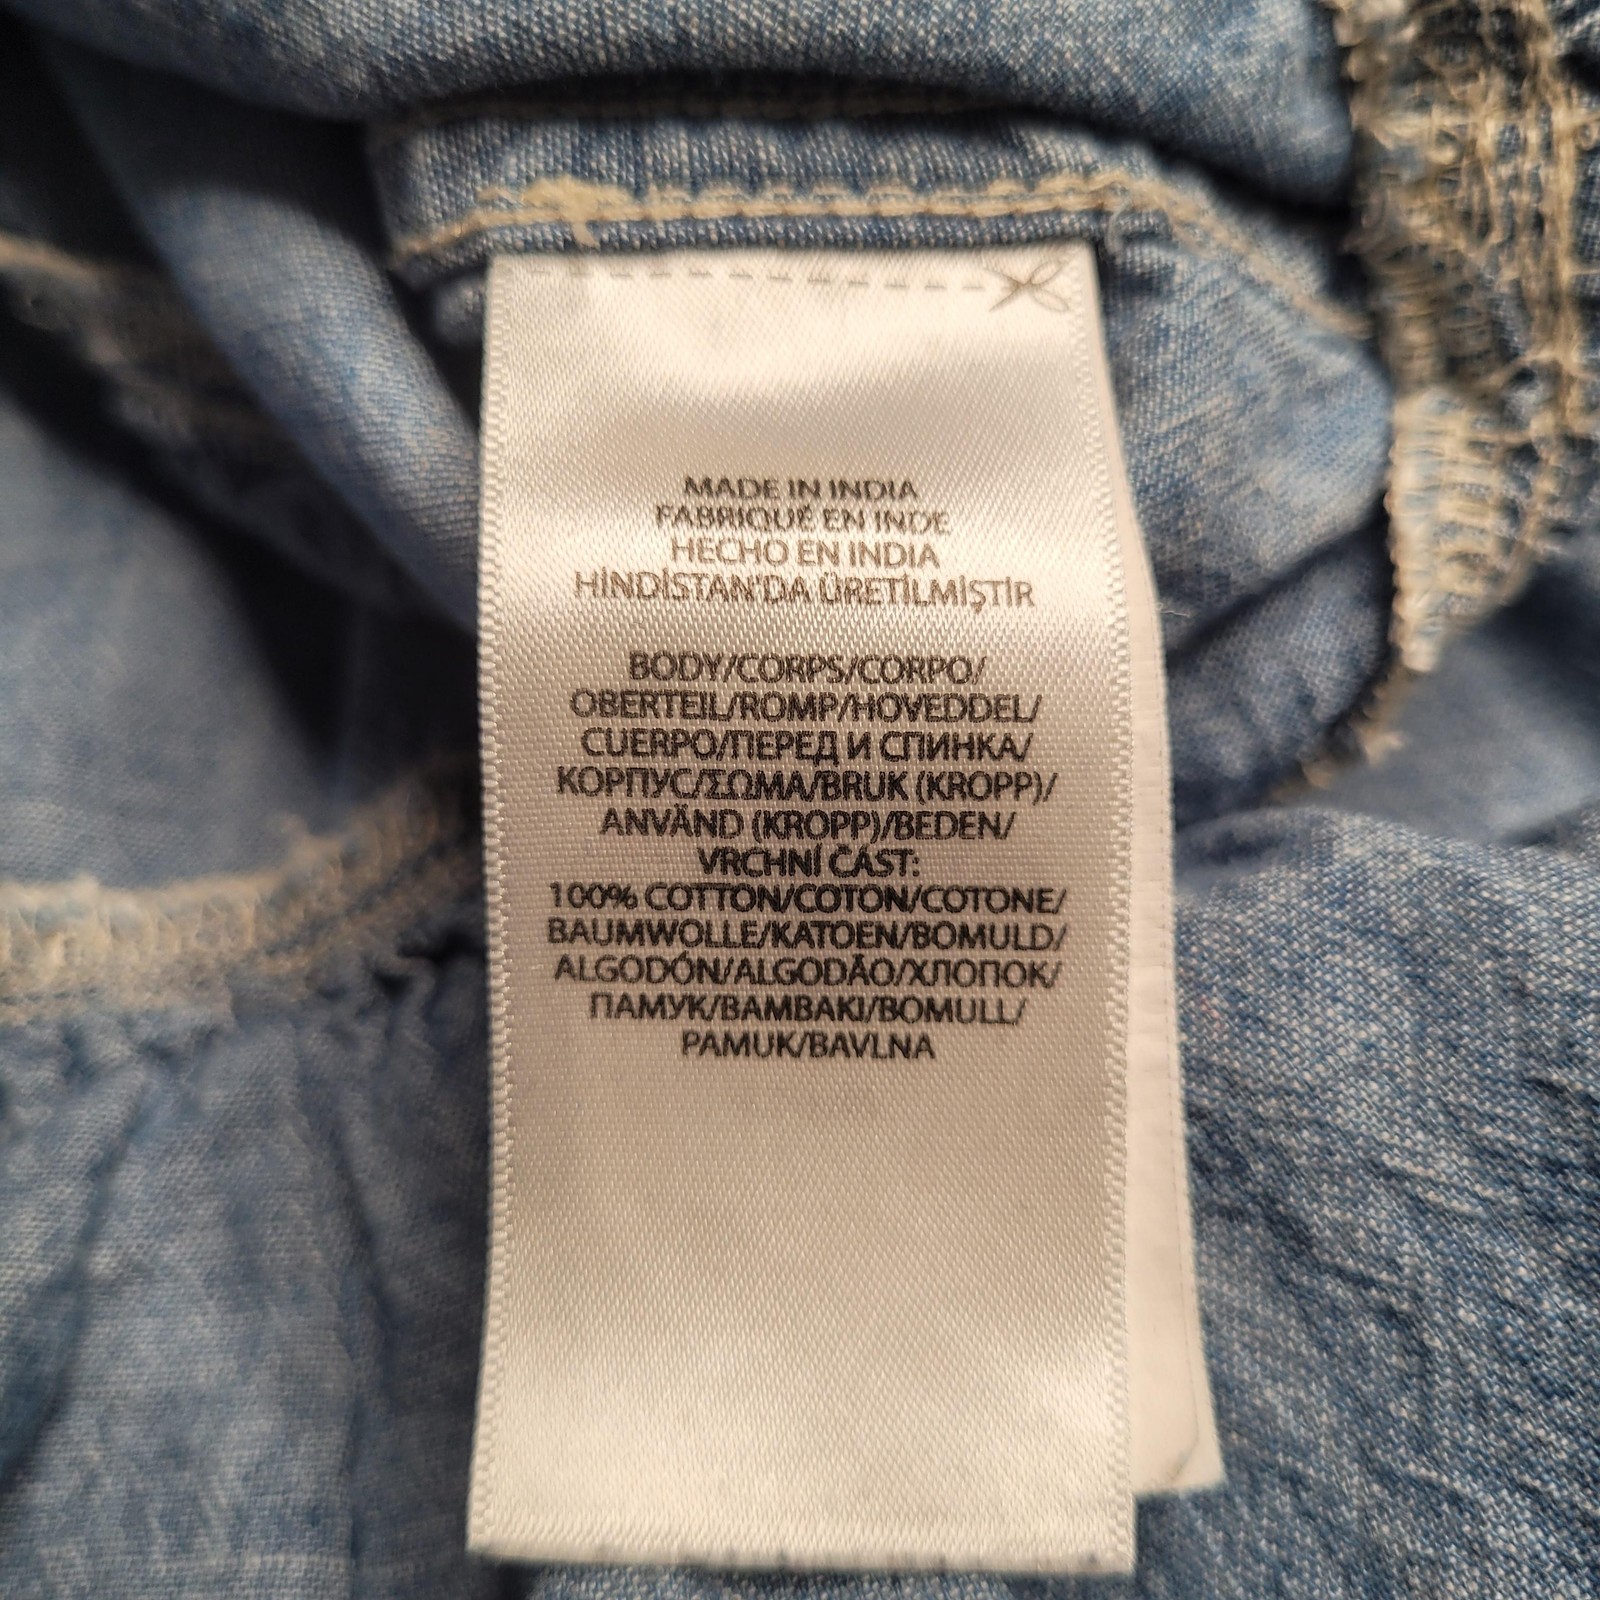 MADE IN INDIA
FABRIQUÉ EN INDE
HECHO EN INDIA
HİNDİSTAN'DA ÜRETİLMİŞTİR
BODY/CORPS/CORPO/
OBERTEIL/ROMP/HOVEDDEL/
CUERPO/ПЕРЕД И СПИНКА/
КОРПУС/ΣΩΜΑ/BRUK (KROPP)/
ANVÄND (KROPP)/BEDEN/
VRCHNÍ ČÁST:
100% COTTON/COTON/COTONE/
BAUMWOLLE/KATOEN/BOMULD/
ALGODÓN/ALGODÃO/ХЛОПОК/
ПАМУК/ΒΑΜΒΑΚΙ/BOMULL/
PAMUK/BAVLNA